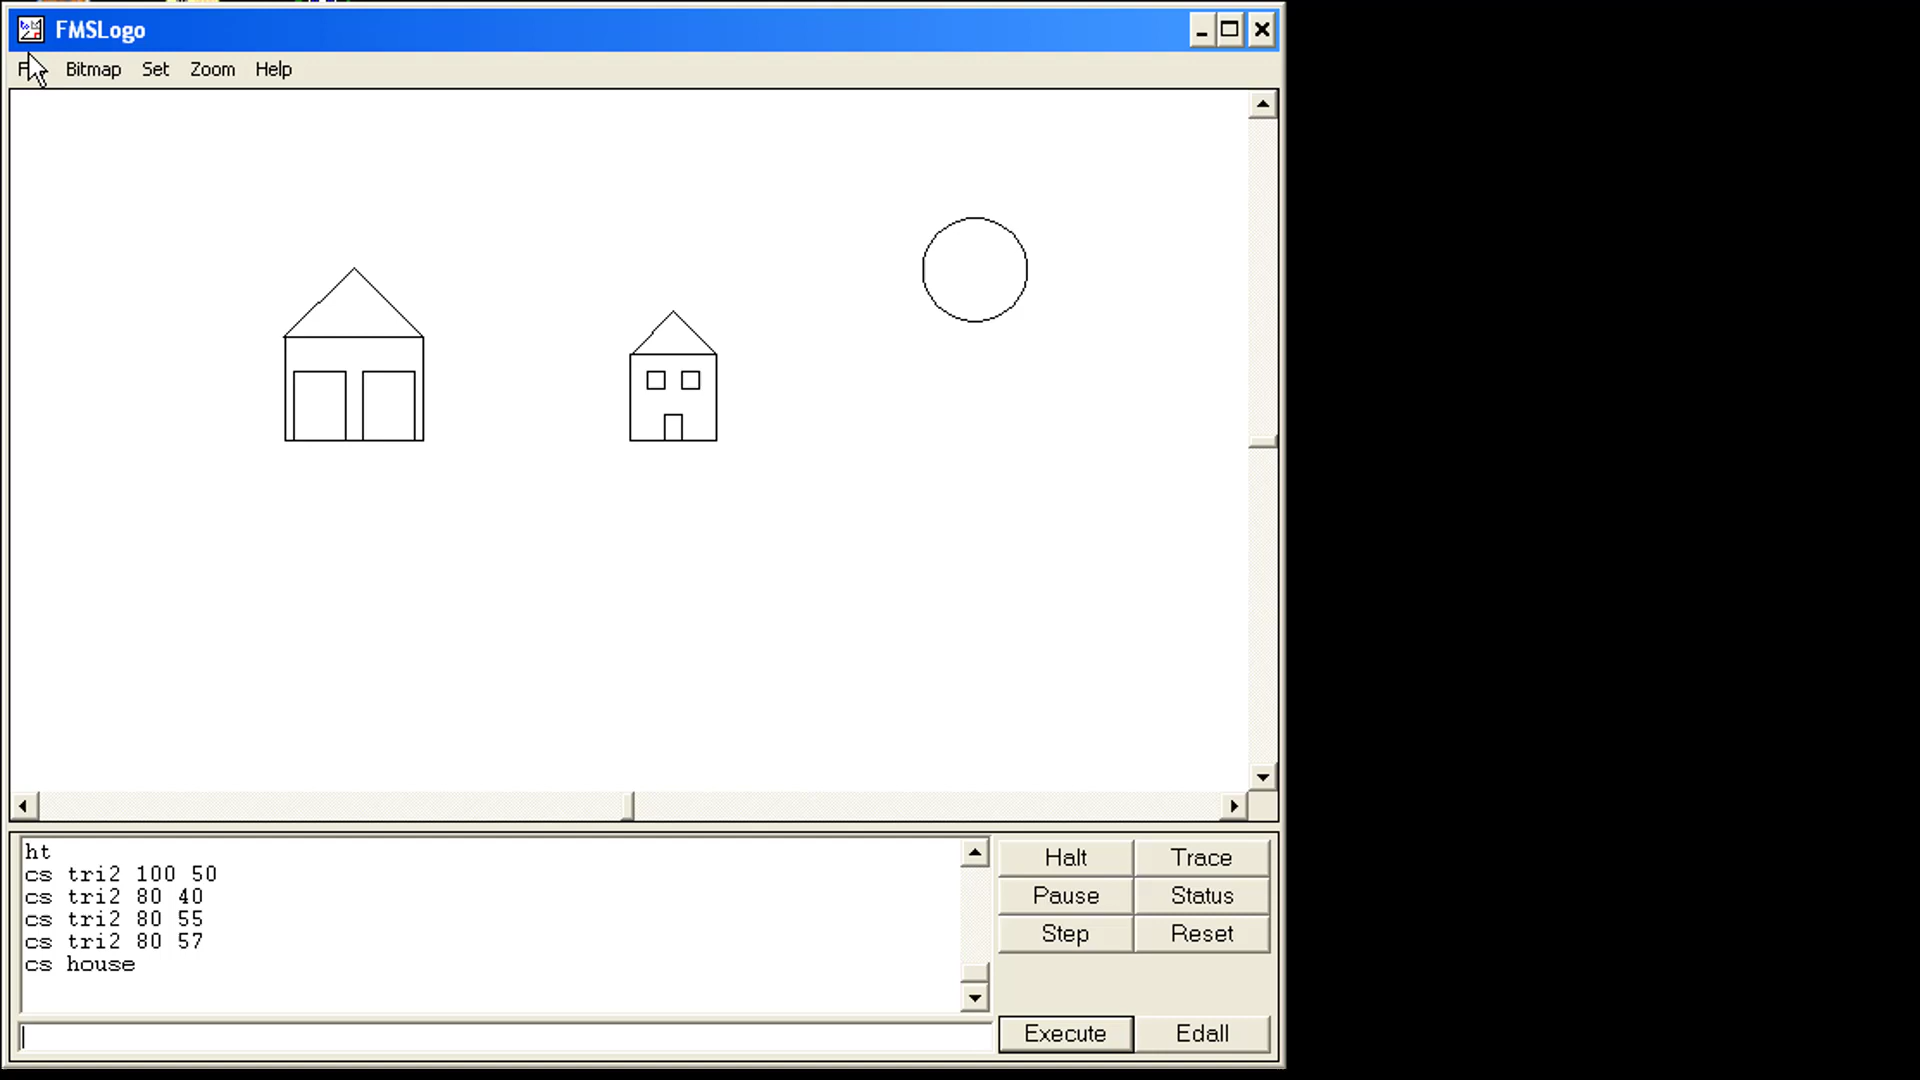 FMSLogo
Bitmap Set Zoom Help
ht
cs tri2 100 50
cs tri2 80 40
cs tri2 80 55
cs tri2 80 57
cs house
Halt Trace
Pause Status
Step Reset
Execute Edall